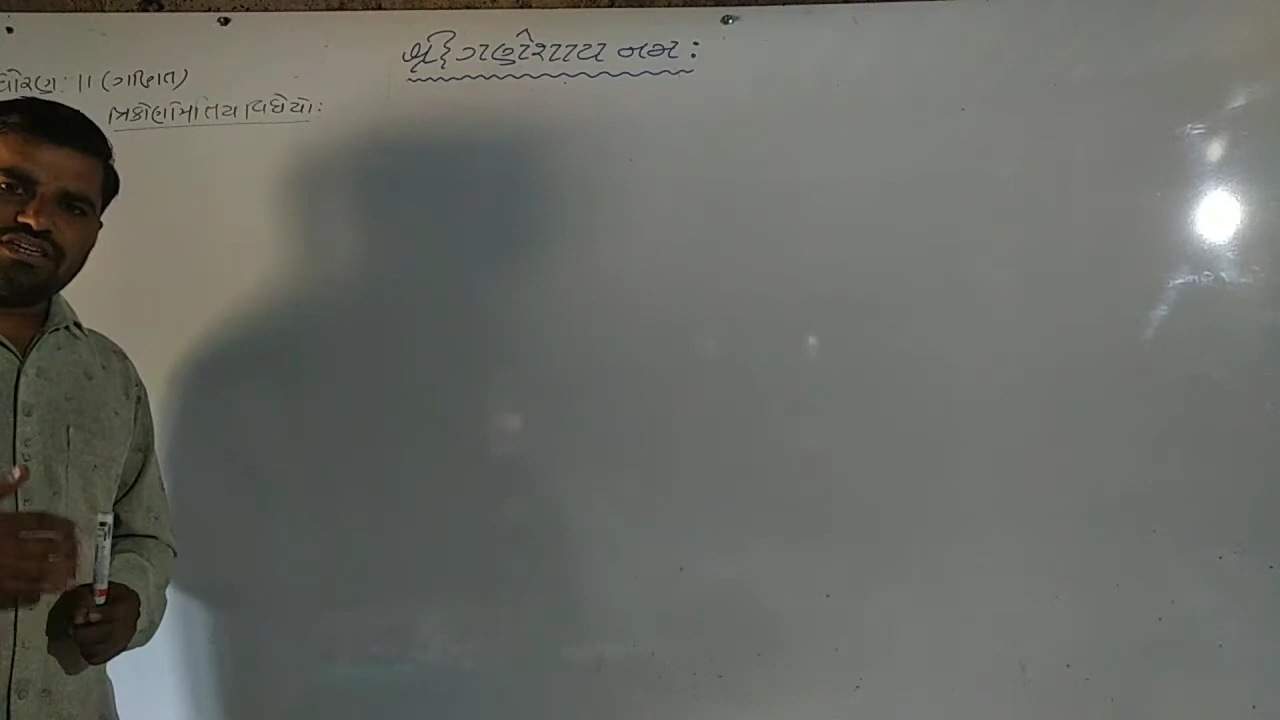 શ્રી ગણેશાય નમઃ
ધોરણ : 11 (ગણિત)
ત્રિકોણમિતિય વિધેયો :